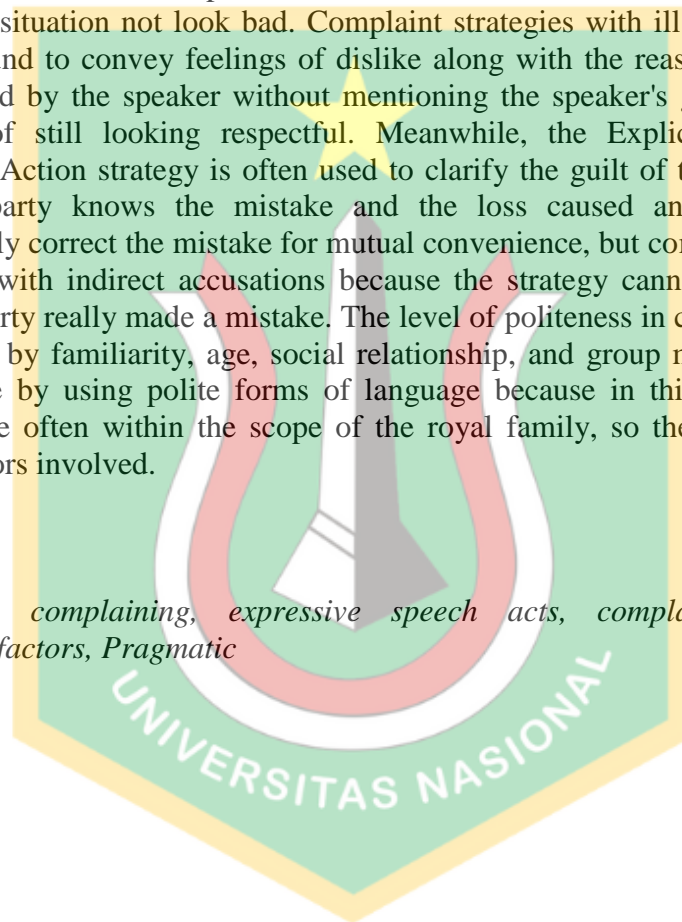 situation not look bad. Complaint strategies with ill
to convey feelings of dislike along with the reas
by the speaker without mentioning the speaker's
still looking respectful. Meanwhile, the Explic
Action strategy is often used to clarify the guilt of t
party knows the mistake and the loss caused an
ly correct the mistake for mutual convenience, but co
with indirect accusations because the strategy cann
rty really made a mistake. The level of politeness in c
by familiarity, age, social relationship, and group
by using polite forms of language because in thi
often within the scope of the royal family, so the
ors involved.
complaining, expressive speech acts, compla
factors, Pragmatic
UNIVERSITAS NASIONAL